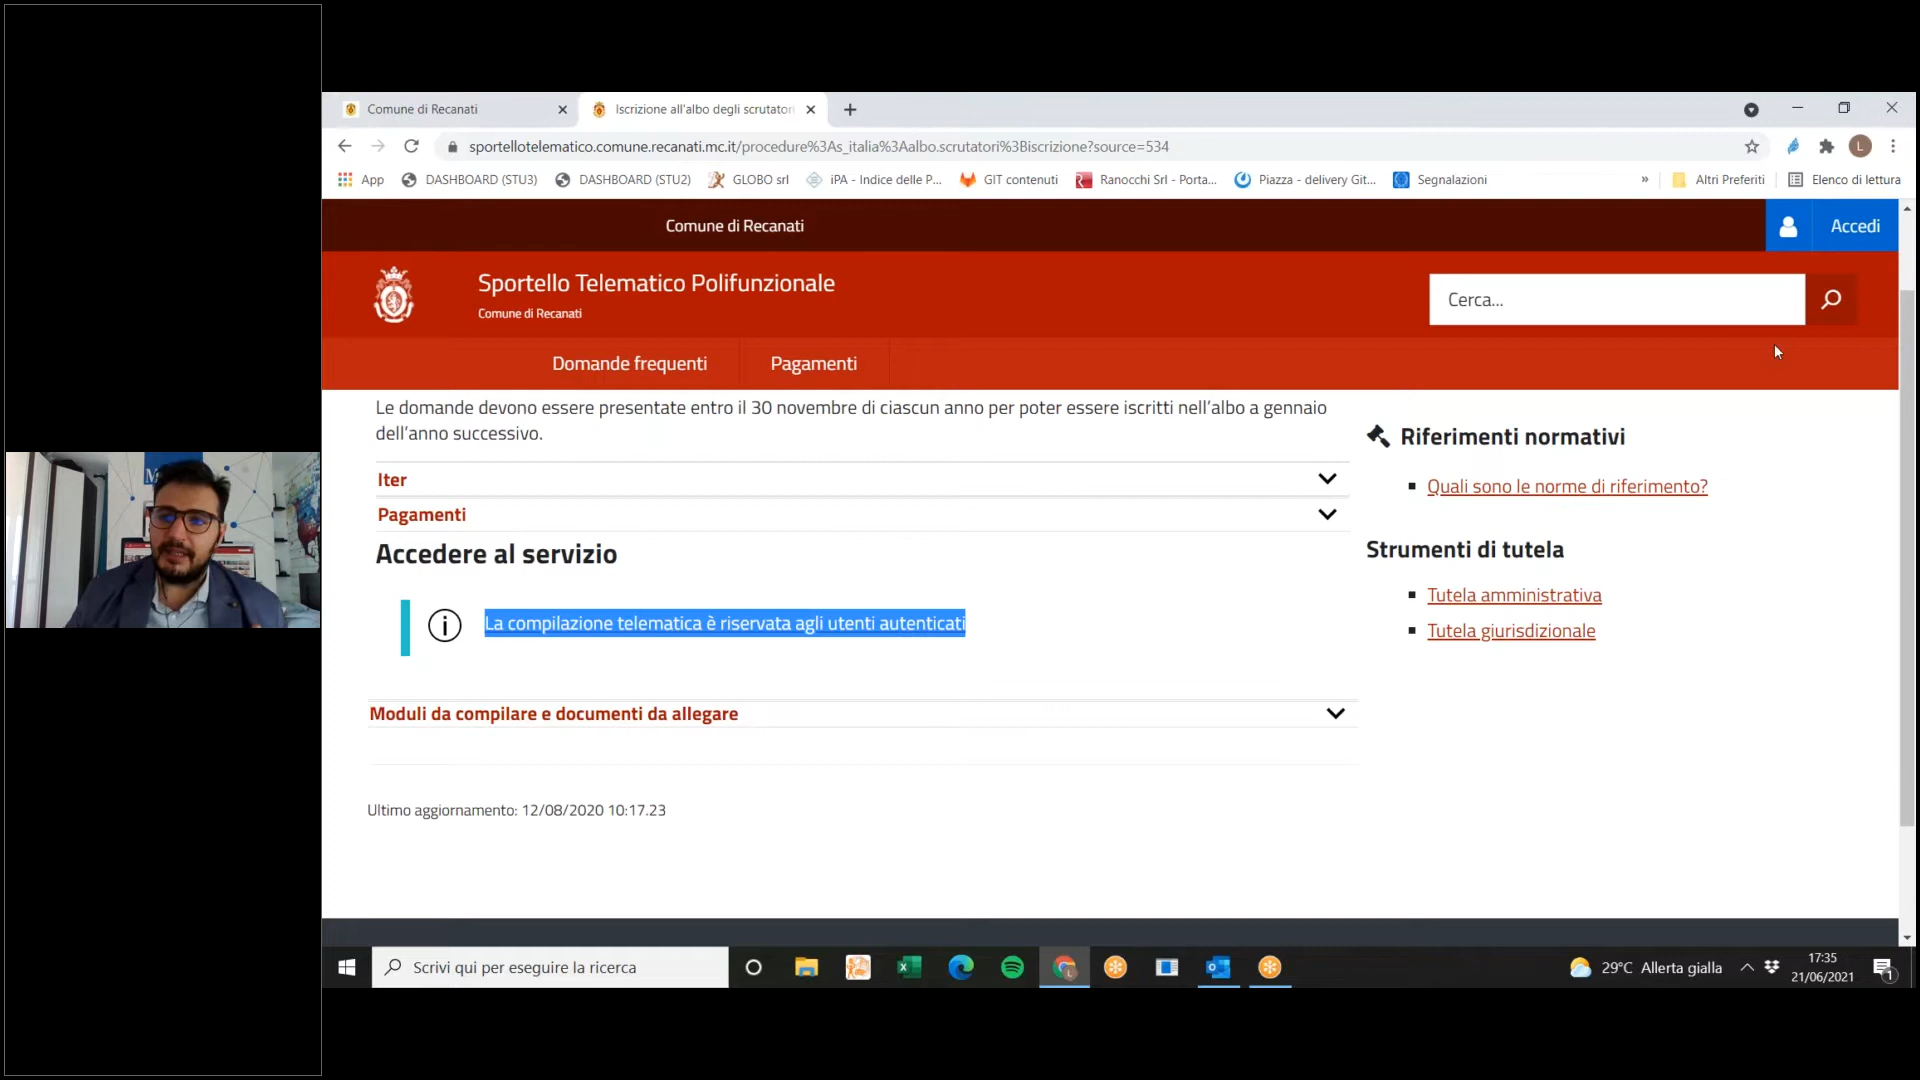 Comune di Recanati
Iscrizione all'albo degli scrutatori
sportellotelematico.comune.recanati.mc.it/procedure%3As_italia%3Aalbo.scrutatori%3Biscrizione?source=534
L
App
DASHBOARD (STU3)
DASHBOARD (STU2)
GLOBO srl
iPA - Indice delle P...
GIT contenuti
Ranocchi Srl - Porta...
Piazza - delivery Git...
Segnalazioni
»
Altri Preferiti
Elenco di lettura
Comune di Recanati
Accedi
Sportello Telematico Polifunzionale
Comune di Recanati
Cerca...
Domande frequenti
Pagamenti
Le domande devono essere presentate entro il 30 novembre di ciascun anno per poter essere iscritti nell'albo a gennaio
dell'anno successivo.
Iter
Pagamenti
Accedere al servizio
La compilazione telematica è riservata agli utenti autenticati
Moduli da compilare e documenti da allegare
Ultimo aggiornamento: 12/08/2020 10:17.23
Riferimenti normativi
Quali sono le norme di riferimento?
Strumenti di tutela
Tutela amministrativa
Tutela giurisdizionale
Scrivi qui per eseguire la ricerca
29°C Allerta gialla
17:35
21/06/2021
1